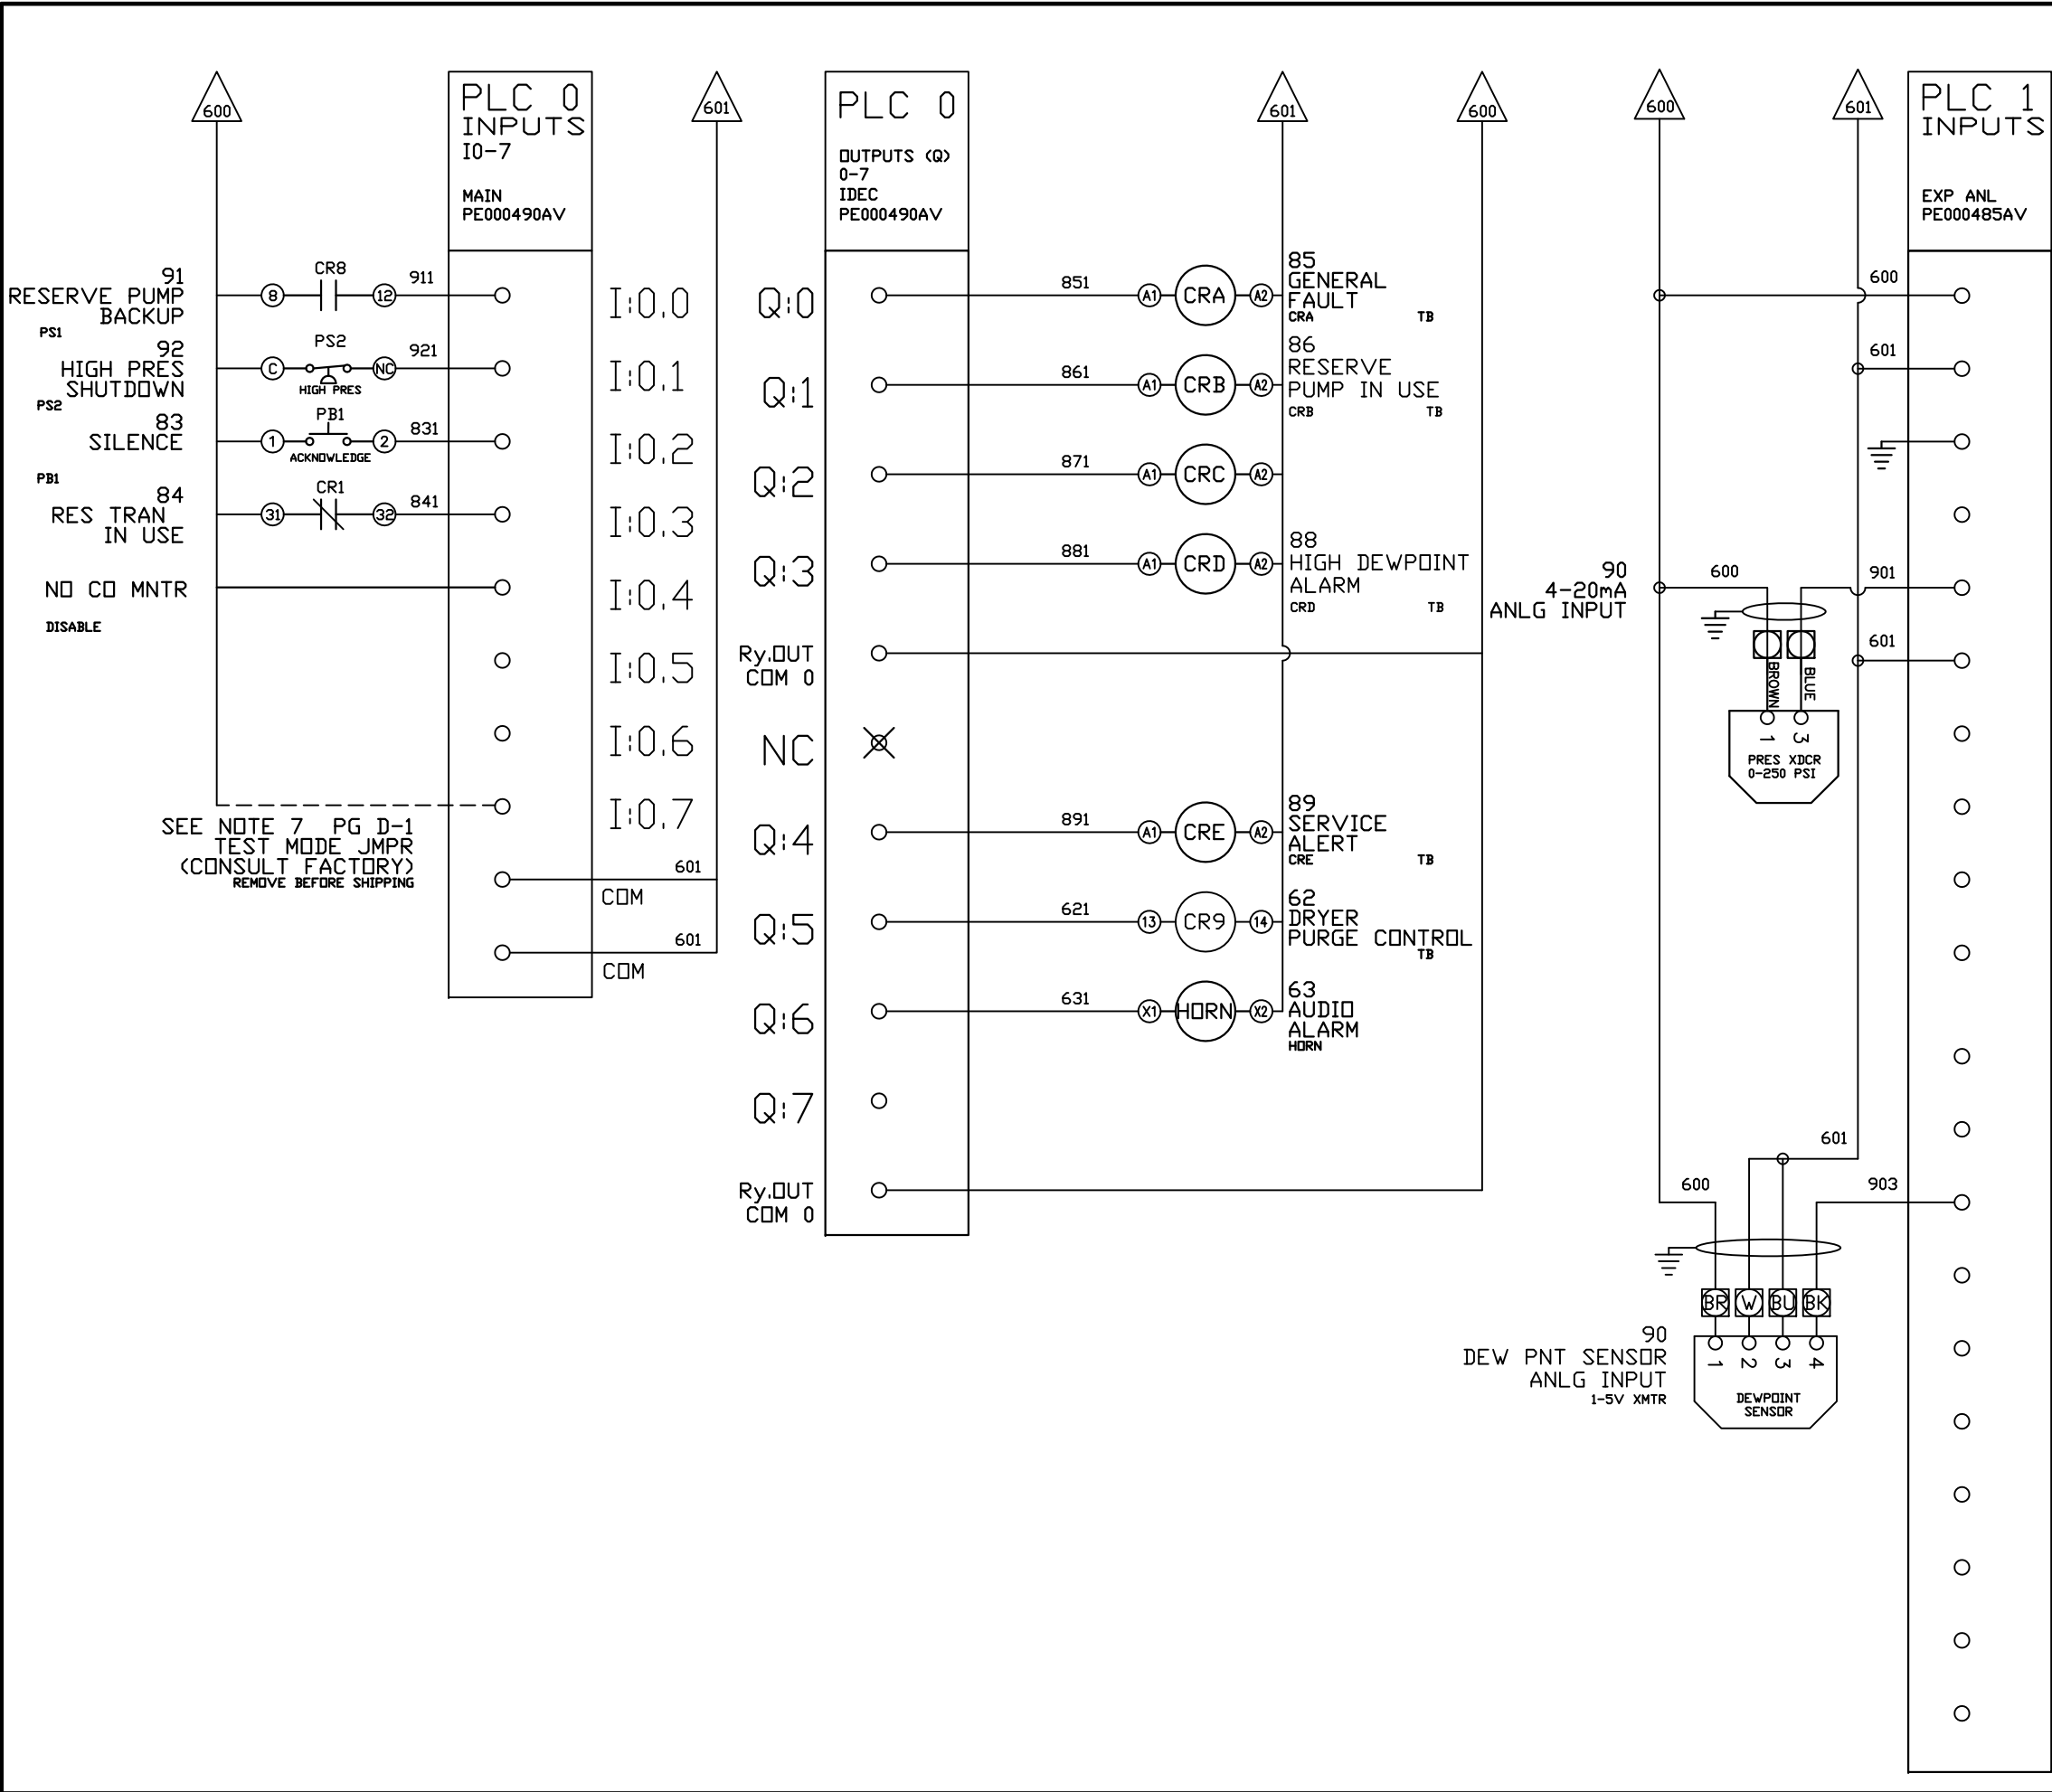 600
PLC 0
INPUTS
I0-7
MAIN
PE000490AV
601
91
RESERVE PUMP
BACKUP
PS1
8
CR8
12
911
I:0.0
92
HIGH PRES
SHUTDOWN
PS2
C
PS2
HIGH PRES
NC
921
I:0.1
83
SILENCE
PB1
1
PB1
ACKNOWLEDGE
2
831
I:0.2
84
RES TRAN
IN USE
31
CR1
32
841
I:0.3
NO CO MNTR
DISABLE
I:0.4
I:0.5
I:0.6
I:0.7
SEE NOTE 7 PG D-1
TEST MODE JMPR
(CONSULT FACTORY)
REMOVE BEFORE SHIPPING
601
COM
601
COM
PLC 0
OUTPUTS (Q)
0-7
IDEC
PE000490AV
601
600
Q:0
851
A1
CRA
A2
85
GENERAL
FAULT
CRA TB
Q:1
861
A1
CRB
A2
86
RESERVE
PUMP IN USE
CRB TB
Q:2
871
A1
CRC
A2
Q:3
881
A1
CRD
A2
88
HIGH DEWPOINT
ALARM
CRD TB
Ry.OUT
COM 0
NC
Q:4
891
A1
CRE
A2
89
SERVICE
ALERT
CRE TB
Q:5
621
13
CR9
14
62
DRYER
PURGE CONTROL
TB
Q:6
631
X1
HORN
X2
63
AUDIO
ALARM
HORN
Q:7
Ry.OUT
COM 0
600
601
PLC 1
INPUTS
EXP ANL
PE000485AV
600
601
90
4-20mA
ANLG INPUT
600
901
601
BROWN
BLUE
1
3
PRES XDCR
0-250 PSI
601
600
903
BR
W
BU
BK
90
DEW PNT SENSOR
ANLG INPUT
1-5V XMTR
1
2
3
4
DEWPOINT
SENSOR